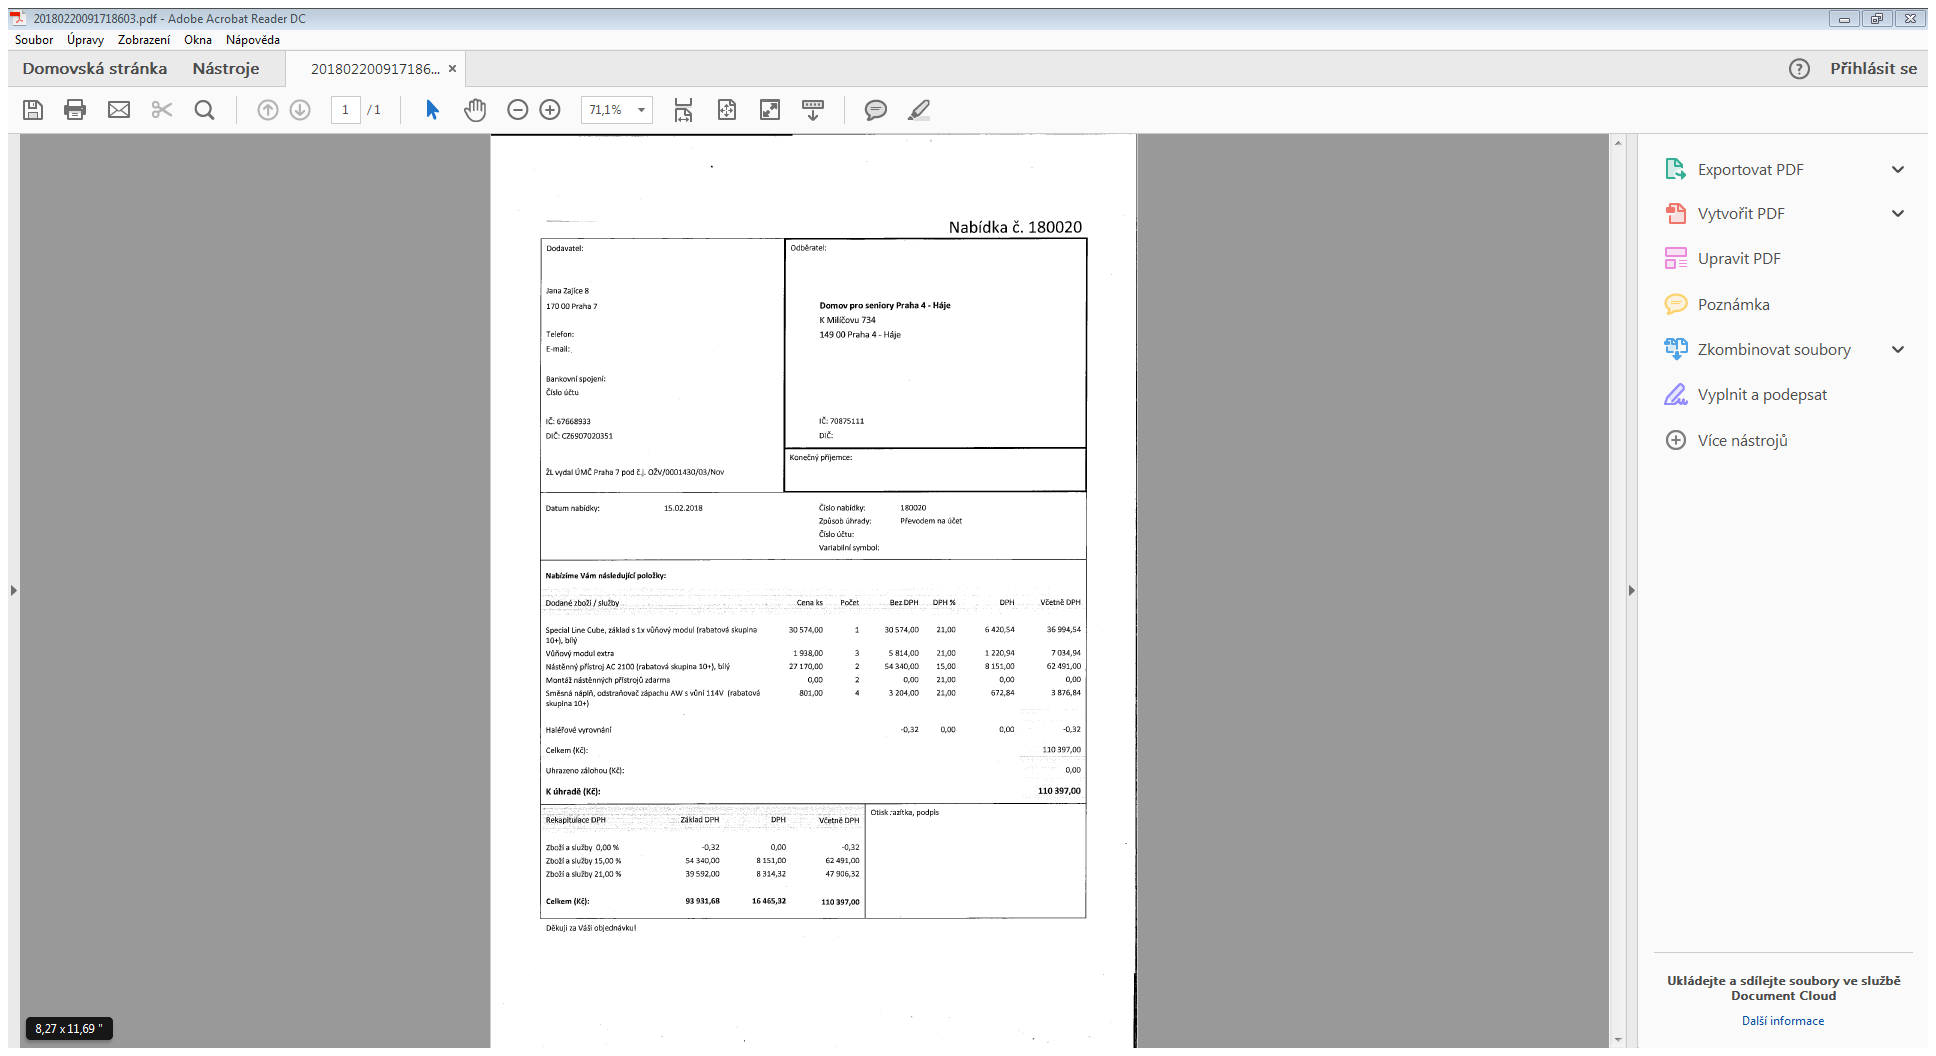 20180220091718603.pdf - Adobe Acrobat Reader DC
Soubor Úpravy Zobrazení Okna Nápověda
Domovská stránka Nástroje 201802200917186... × Přihlásit se
1 / 1 71,1%
Nabídka č. 180020
Dodavatel: Odběratel:
Jana Zajíce 8
170 00 Praha 7 Domov pro seniory Praha 4 - Háje
K Milíčovu 734
Telefon: 149 00 Praha 4 - Háje
E-mail:
Bankovní spojení:
Číslo účtu
IČ: 67668933 IČ: 70875111
DIČ: CZ6907020351 DIČ:
Konečný příjemce:
ŽL vydal ÚMČ Praha 7 pod č.j. OŽV/0001430/03/Nov
Datum nabídky: 15.02.2018 Číslo nabídky: 180020
Způsob úhrady: Převodem na účet
Číslo účtu:
Variabilní symbol:
Nabízíme Vám následující položky:
Dodané zboží / služby Cena ks Počet Bez DPH DPH % DPH Včetně DPH
Special Line Cube, základ s 1x vůňový modul (rabatová skupina 30 574,00 1 30 574,00 21,00 6 420,54 36 994,54
10+), bílý
Vůňový modul extra 1 938,00 3 5 814,00 21,00 1 220,94 7 034,94
Nástěnný přístroj AC 2100 (rabatová skupina 10+), bílý 27 170,00 2 54 340,00 15,00 8 151,00 62 491,00
Montáž nástěnných přístrojů zdarma 0,00 2 0,00 21,00 0,00 0,00
Směsná náplň, odstraňovač zápachu AW s vůní 114V (rabatová 801,00 4 3 204,00 21,00 672,84 3 876,84
skupina 10+)
Haléřové vyrovnání -0,32 0,00 0,00 -0,32
Celkem (Kč): 110 397,00
Uhrazeno zálohou (Kč): 0,00
K úhradě (Kč): 110 397,00
Rekapitulace DPH Základ DPH DPH Včetně DPH Otisk razítka, podpis
Zboží a služby 0,00 % -0,32 0,00 -0,32
Zboží a služby 15,00 % 54 340,00 8 151,00 62 491,00
Zboží a služby 21,00 % 39 592,00 8 314,32 47 906,32
Celkem (Kč): 93 931,68 16 465,32 110 397,00
Děkuji za Vaši objednávku!
8,27 x 11,69 "
Exportovat PDF
Vytvořit PDF
Upravit PDF
Poznámka
Zkombinovat soubory
Vyplnit a podepsat
Více nástrojů
Ukládejte a sdílejte soubory ve službě
Document Cloud
Další informace